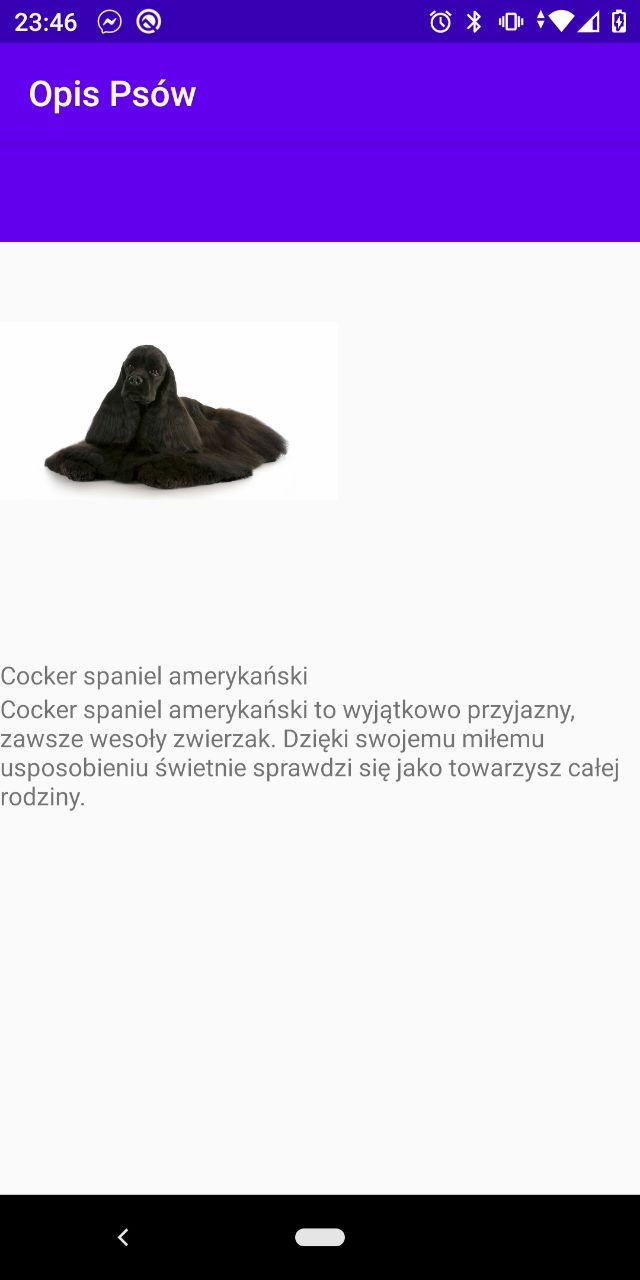 23:46
Opis Psów
Cocker spaniel amerykański
Cocker spaniel amerykański to wyjątkowo przyjazny,
zawsze wesoły zwierzak. Dzięki swojemu miłemu
usposobieniu świetnie sprawdzi się jako towarzysz całej
rodziny.